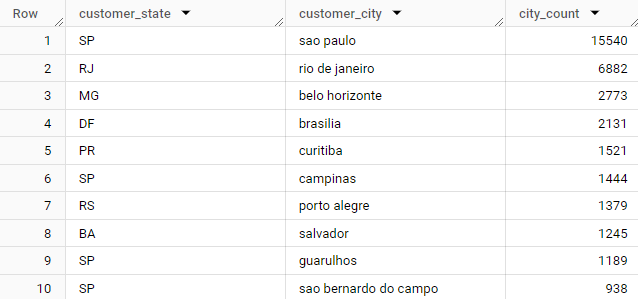 Row customer_state customer_city city_count
1 SP sao paulo 15540
2 RJ rio de janeiro 6882
3 MG belo horizonte 2773
4 DF brasilia 2131
5 PR curitiba 1521
6 SP campinas 1444
7 RS porto alegre 1379
8 BA salvador 1245
9 SP guarulhos 1189
10 SP sao bernardo do campo 938